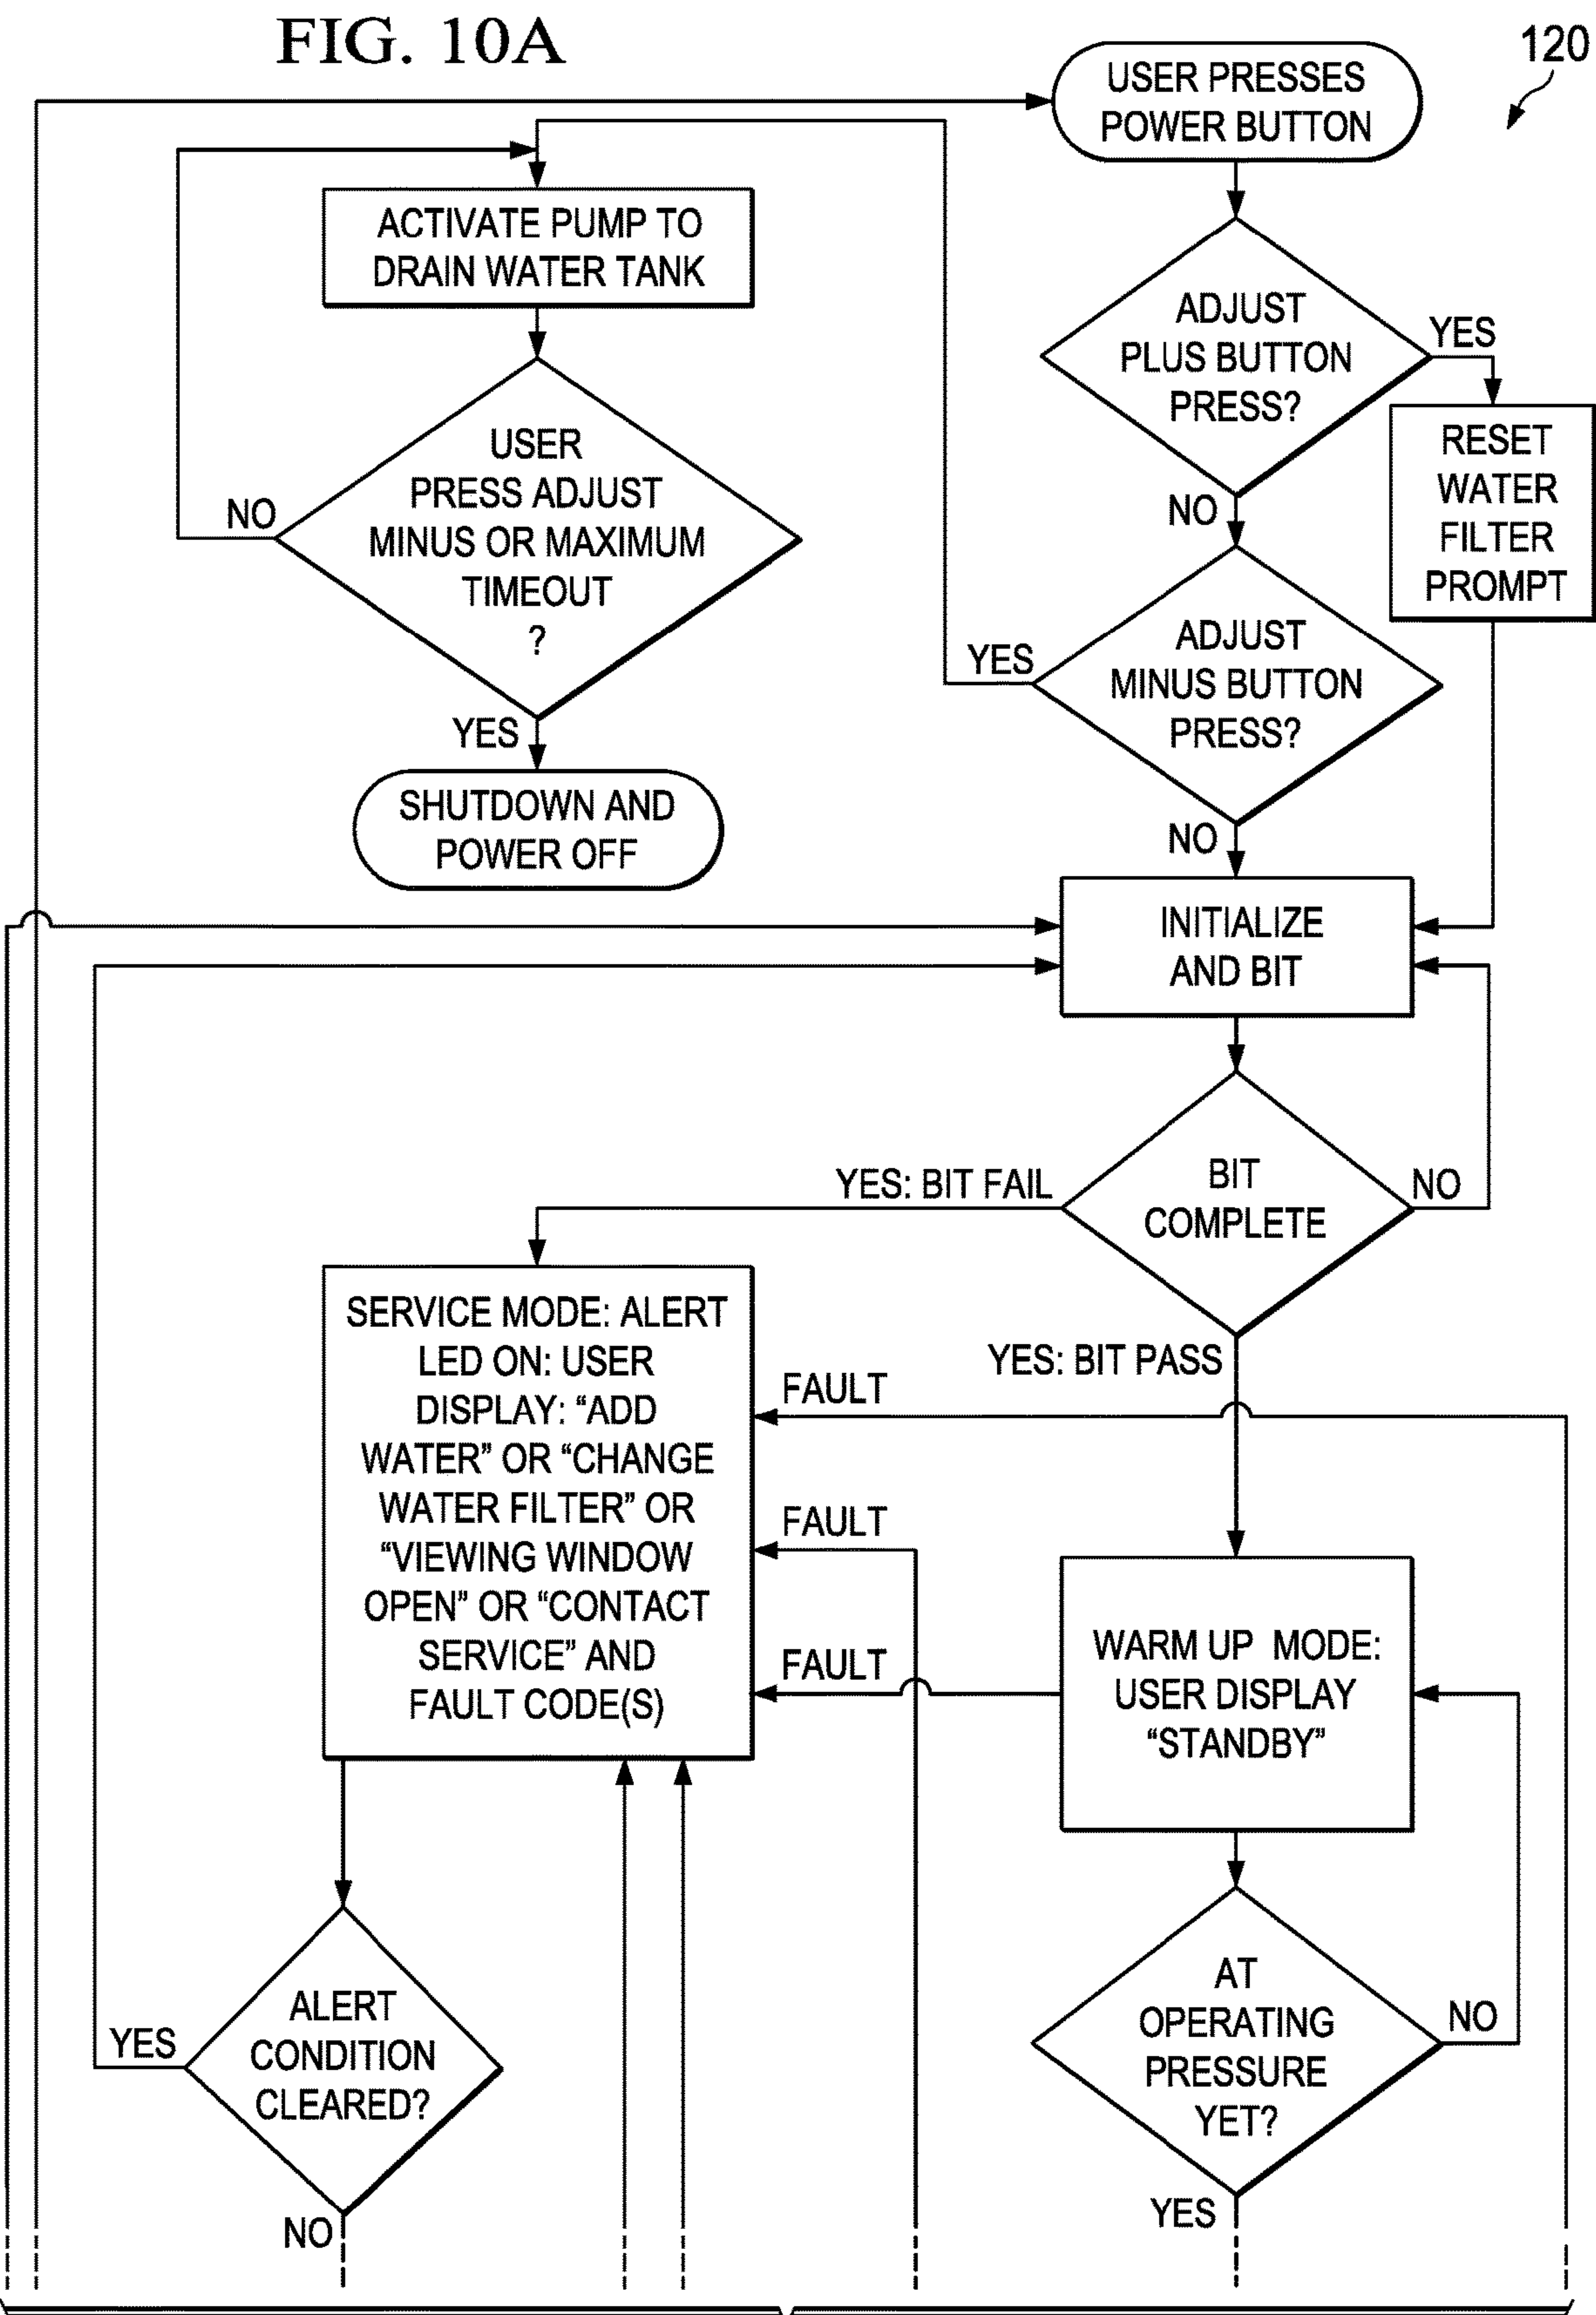 FIG. 10A
120
USER PRESSES
POWER BUTTON
ACTIVATE PUMP TO
DRAIN WATER TANK
ADJUST
PLUS BUTTON
PRESS?
YES
NO
RESET
WATER
FILTER
PROMPT
USER
PRESS ADJUST
MINUS OR MAXIMUM
TIMEOUT
?
NO
YES
ADJUST
MINUS BUTTON
PRESS?
YES
NO
SHUTDOWN AND
POWER OFF
INITIALIZE
AND BIT
BIT
COMPLETE
YES: BIT FAIL
NO
YES: BIT PASS
SERVICE MODE: ALERT
LED ON: USER
DISPLAY: “ADD
WATER” OR “CHANGE
WATER FILTER” OR
“VIEWING WINDOW
OPEN” OR “CONTACT
SERVICE” AND
FAULT CODE(S)
FAULT
FAULT
FAULT
WARM UP MODE:
USER DISPLAY
“STANDBY”
ALERT
CONDITION
CLEARED?
YES
NO
AT
OPERATING
PRESSURE
YET?
NO
YES